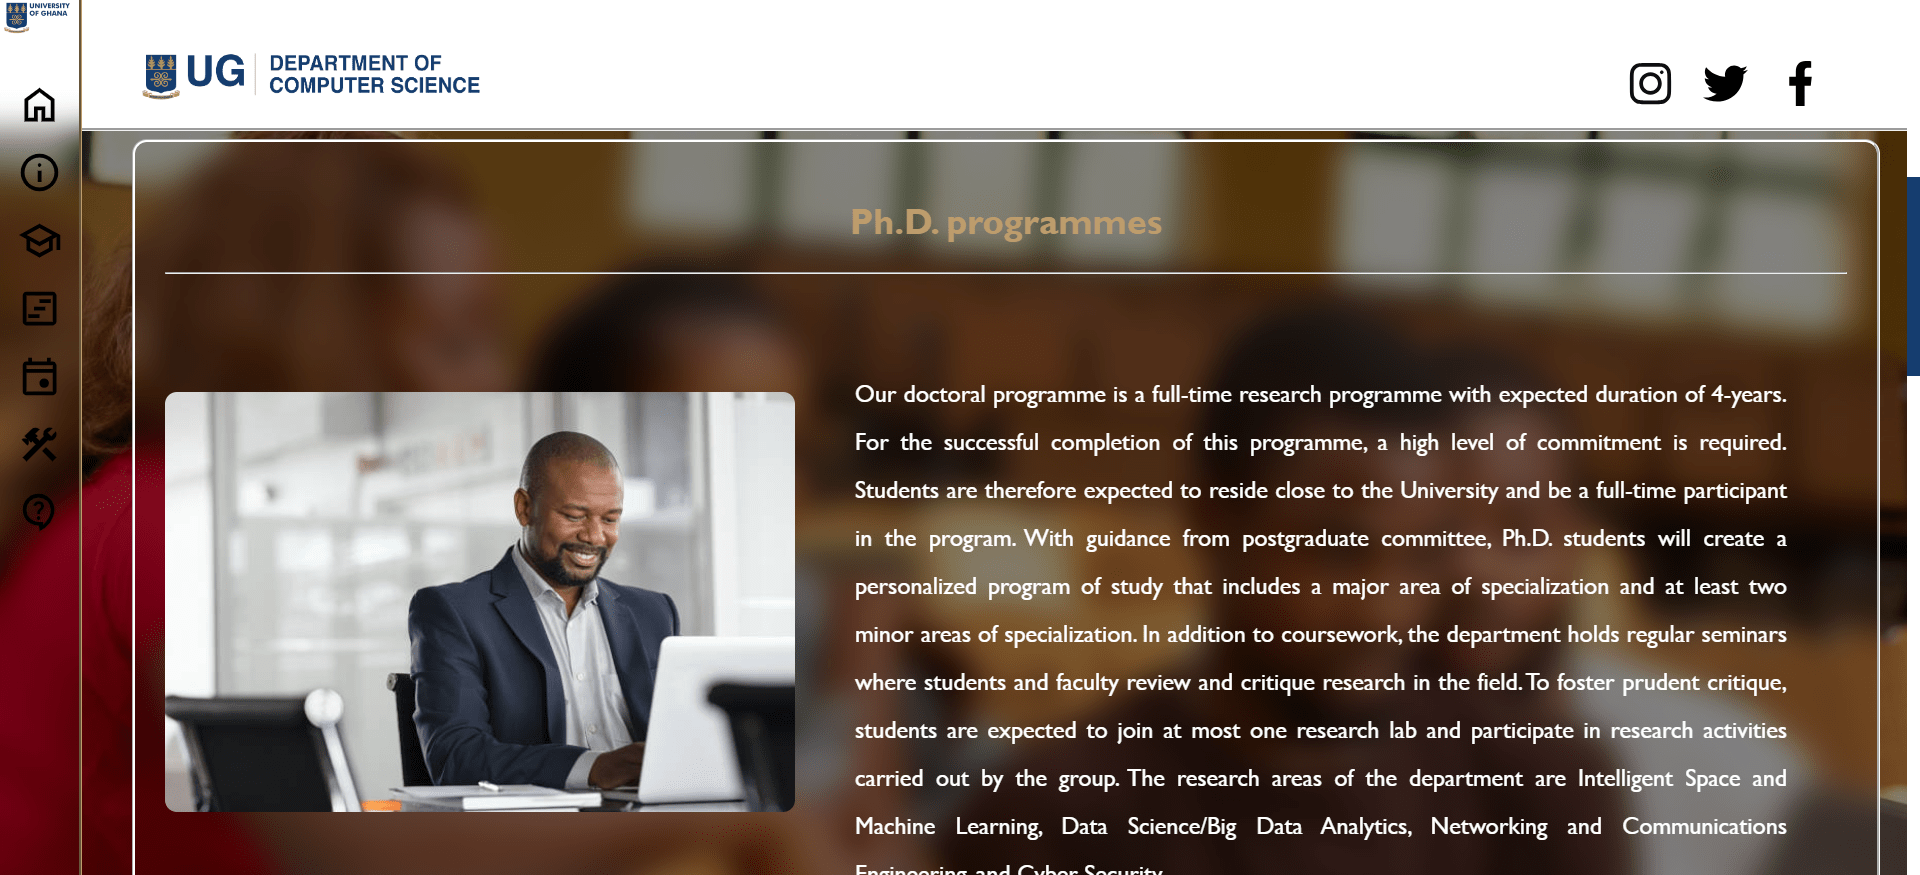 UNIVERSITY
OF GHANA
UG
DEPARTMENT OF
COMPUTER SCIENCE
Ph.D. programmes
Our doctoral programme is a full-time research programme with expected duration of 4-years.
For the successful completion of this programme, a high level of commitment is required.
Students are therefore expected to reside close to the University and be a full-time participant
in the program. With guidance from postgraduate committee, Ph.D. students will create a
personalized program of study that includes a major area of specialization and at least two
minor areas of specialization. In addition to coursework, the department holds regular seminars
where students and faculty review and critique research in the field. To foster prudent critique,
students are expected to join at most one research lab and participate in research activities
carried out by the group. The research areas of the department are Intelligent Space and
Machine Learning, Data Science/Big Data Analytics, Networking and Communications
Engineering and Cyber Security.